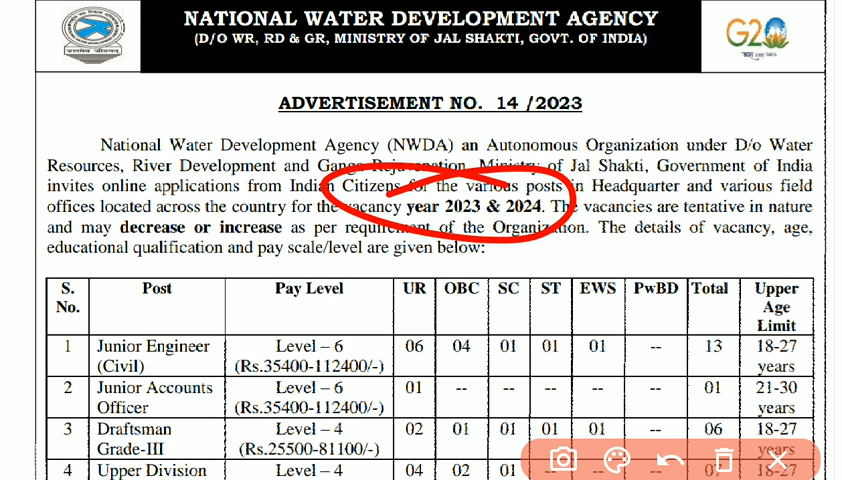 NATIONAL WATER DEVELOPMENT AGENCY
(D/O WR, RD & GR, MINISTRY OF JAL SHAKTI, GOVT. OF INDIA)
G20
ADVERTISEMENT NO. 14 /2023
National Water Development Agency (NWDA) an Autonomous Organization under D/o Water
Resources, River Development and Ganga Rejuvenation, Ministry of Jal Shakti, Government of India
invites online applications from Indian Citizens for the various posts in Headquarter and various field
offices located across the country for the vacancy year 2023 & 2024. The vacancies are tentative in nature
and may decrease or increase as per requirement of the Organization. The details of vacancy, age,
educational qualification and pay scale/level are given below:
S. No. Post Pay Level UR OBC SC ST EWS PwBD Total Upper Age Limit
1 Junior Engineer (Civil) Level – 6 (Rs.35400-112400/-) 06 04 01 01 01 -- 13 18-27 years
2 Junior Accounts Officer Level – 6 (Rs.35400-112400/-) 01 -- -- -- -- -- 01 21-30 years
3 Draftsman Grade-III Level – 4 (Rs.25500-81100/-) 02 01 01 01 01 -- 06 18-27 years
4 Upper Division Level – 4 04 02 01 -- -- -- 07 18-27